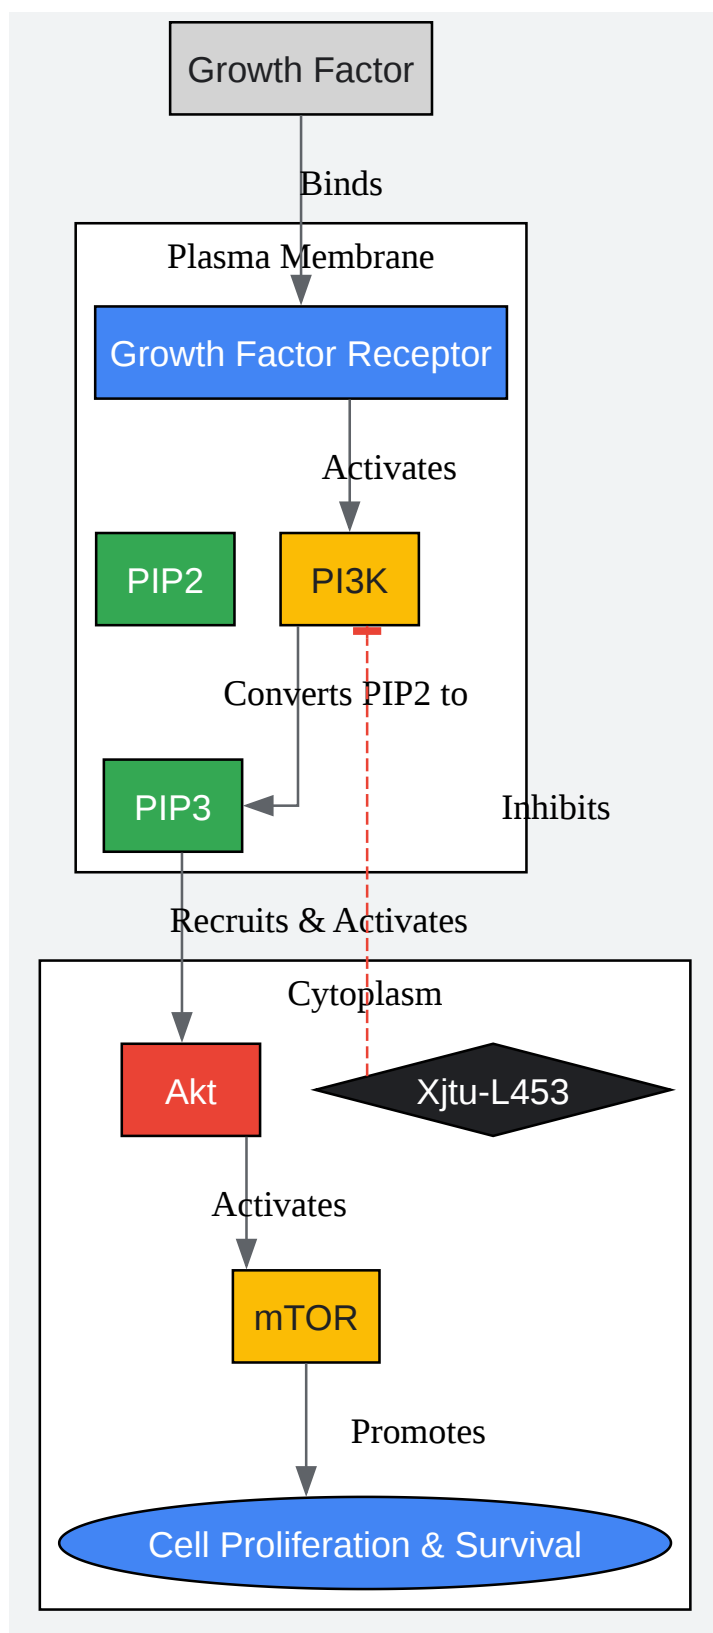 Growth Factor
Binds
Plasma Membrane
Growth Factor Receptor
Activates
PIP2
PI3K
Converts PIP2 to
PIP3
Inhibits
Recruits & Activates
Cytoplasm
Akt
Xjtu-L453
Activates
mTOR
Promotes
Cell Proliferation & Survival